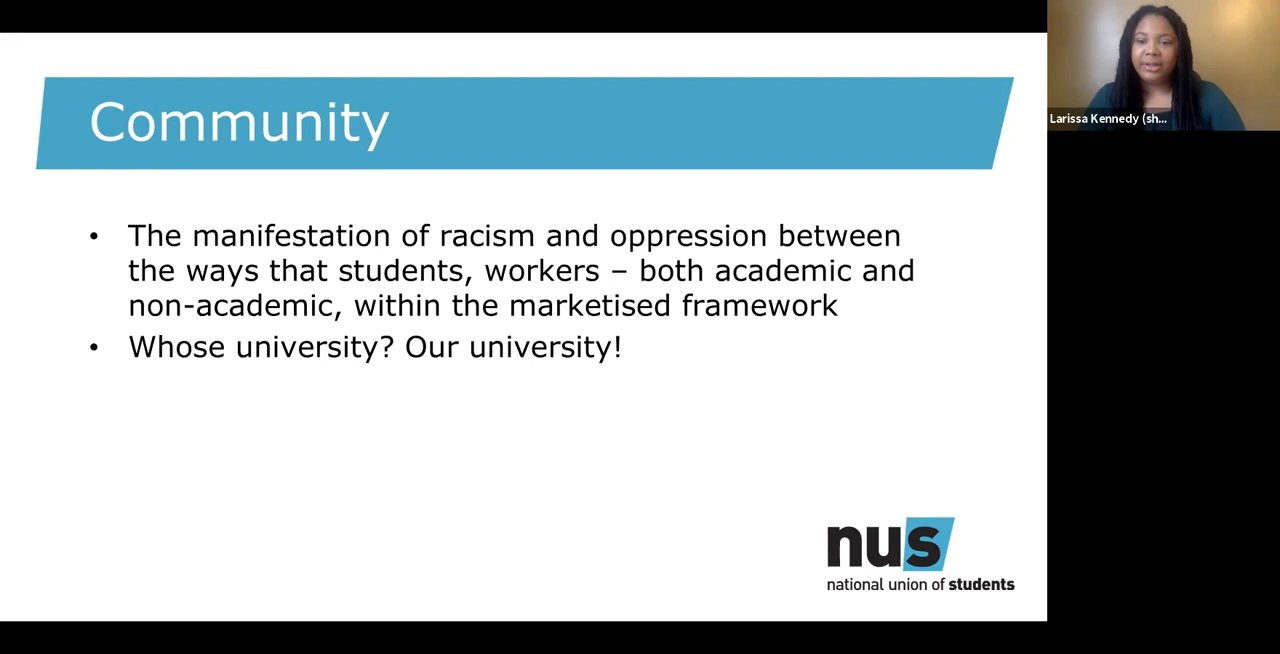 Community
• The manifestation of racism and oppression between
the ways that students, workers – both academic and
non-academic, within the marketised framework
• Whose university? Our university!
nus
national union of students
Larissa Kennedy (sh...